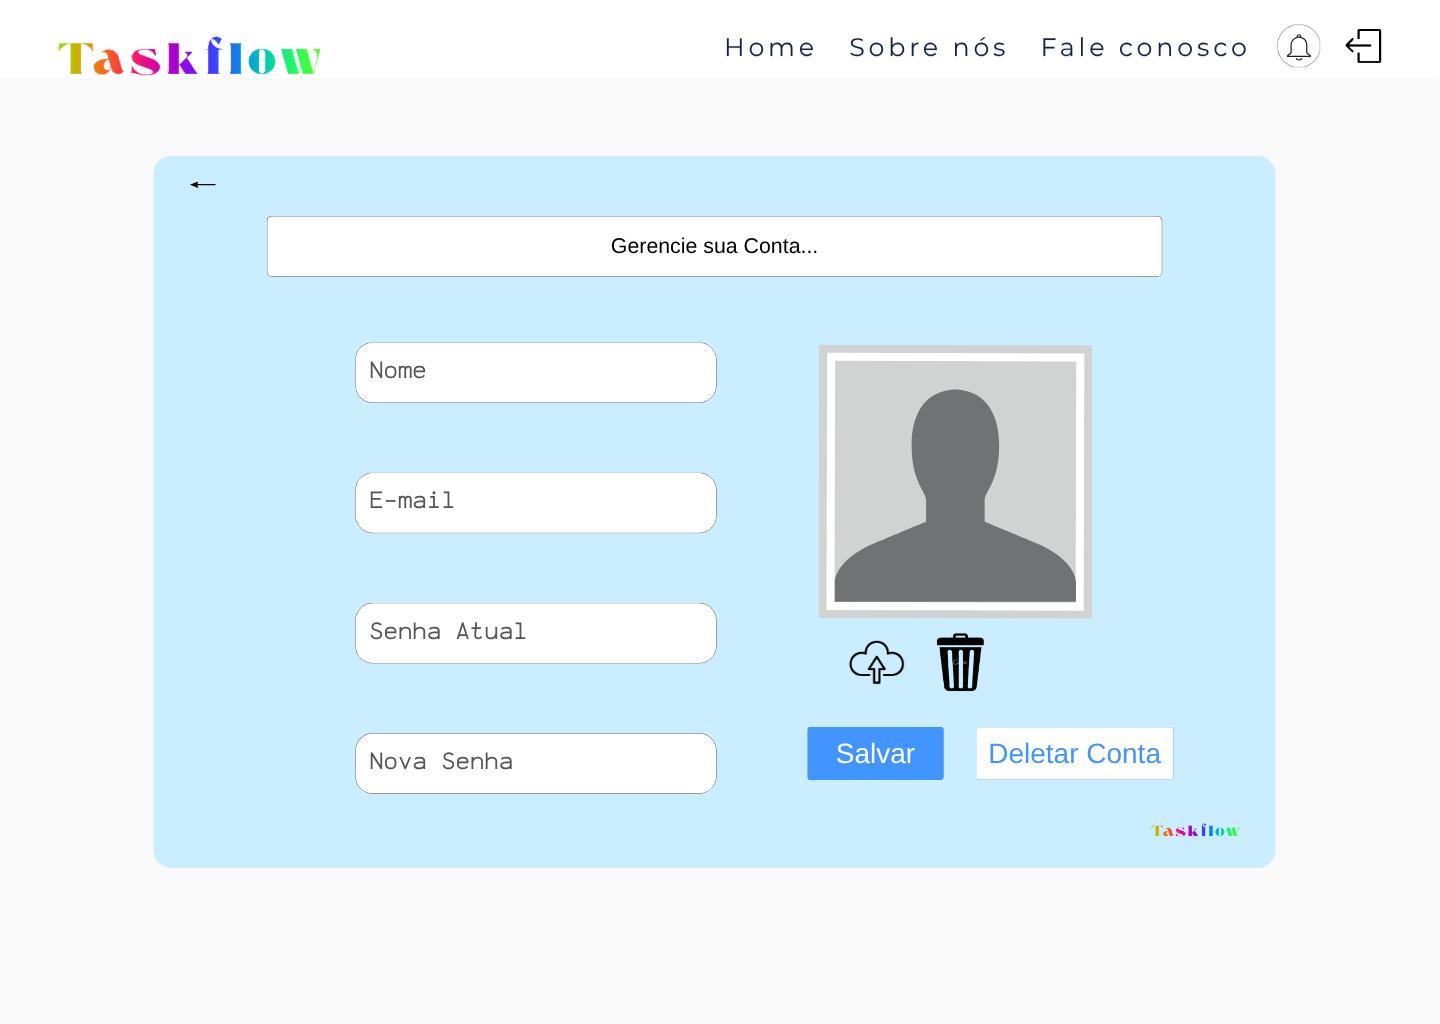 Taskflow
Home Sobre nós Fale conosco
Gerencie sua Conta...
Nome
E-mail
Senha Atual
Nova Senha
Salvar
Deletar Conta
Taskflow